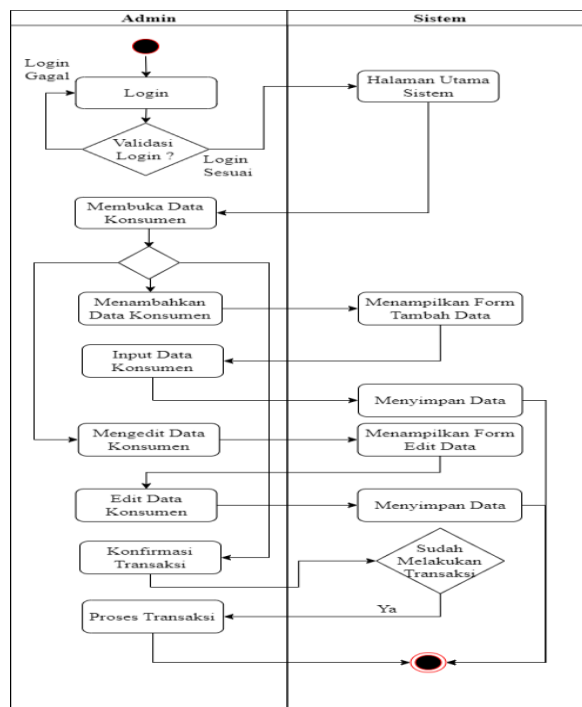 Admin
Sistem
Login
Gagal
Login
Halaman Utama
Sistem
Validasi
Login ?
Login
Sesuai
Membuka Data
Konsumen
Menambahkan
Data Konsumen
Menampilkan Form
Tambah Data
Input Data
Konsumen
Menyimpan Data
Mengedit Data
Konsumen
Menampilkan Form
Edit Data
Edit Data
Konsumen
Menyimpan Data
Konfirmasi
Transaksi
Sudah
Melakukan
Transaksi
Ya
Proses Transaksi